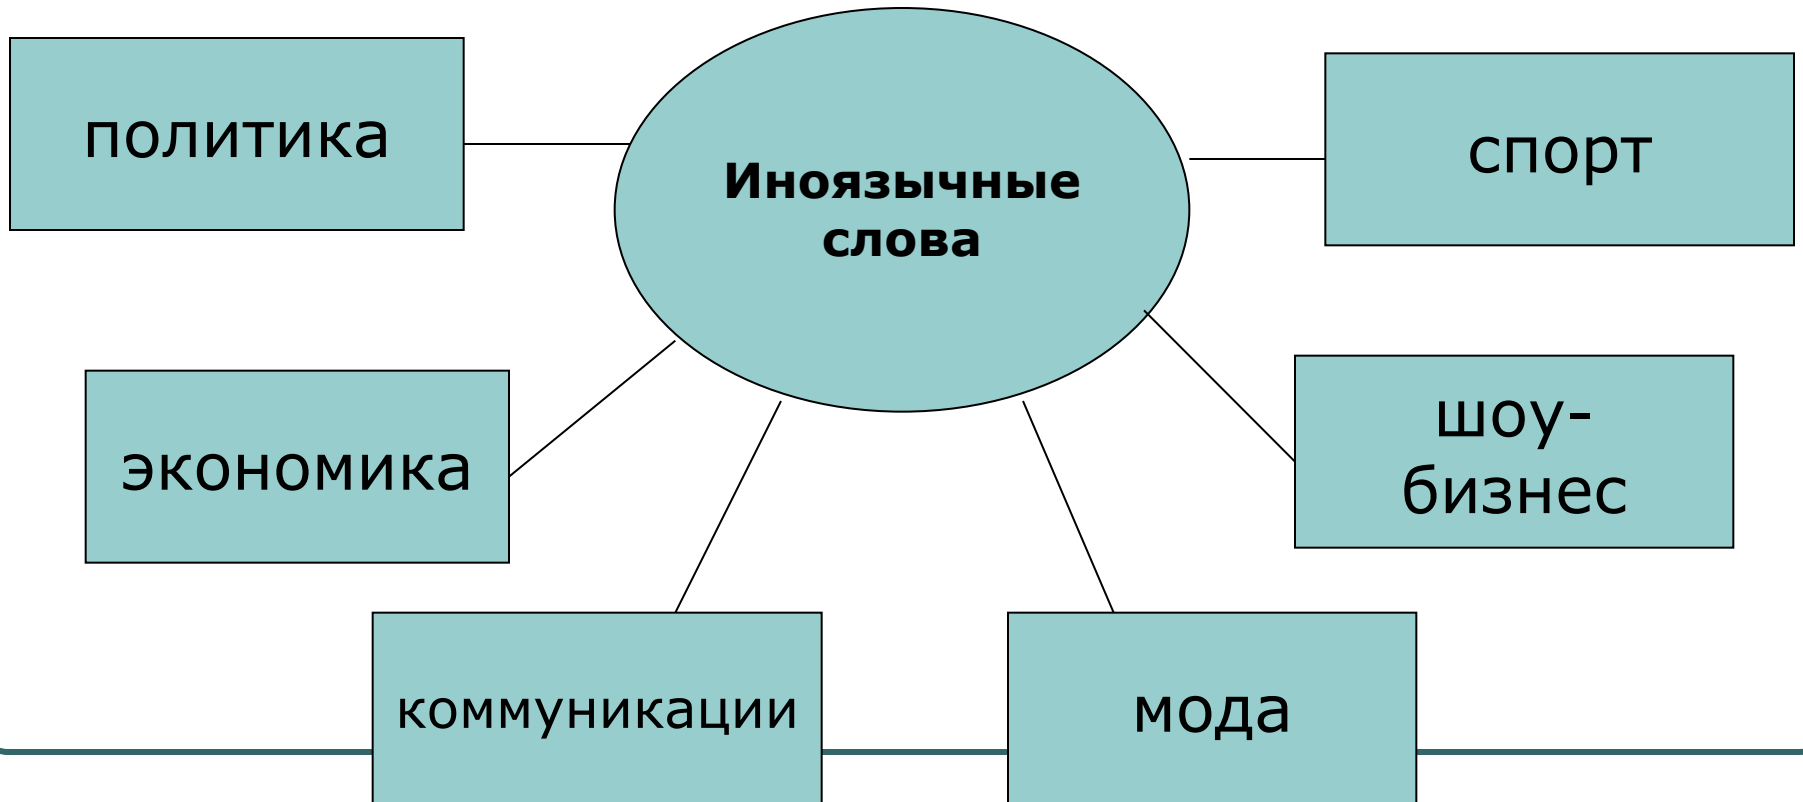 политика
Иноязычные
слова
спорт
экономика
шоу-
бизнес
коммуникации
мода